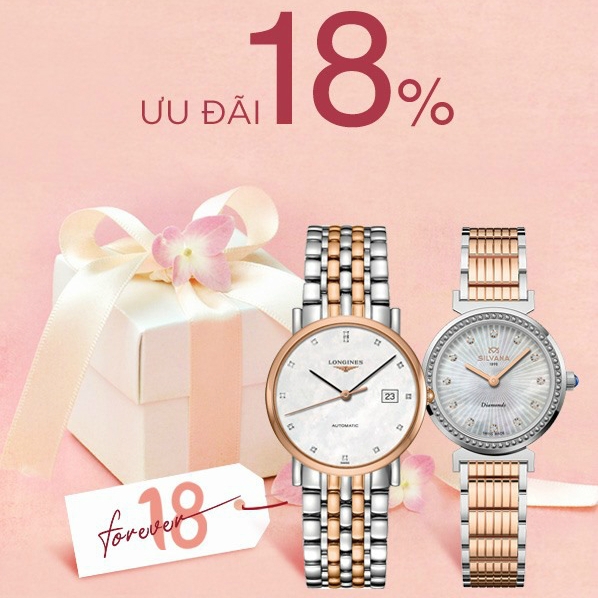 ƯU ĐÃI 18%
LONGINES
AUTOMATIC
23
SILVANA
Diamonds
forever 18